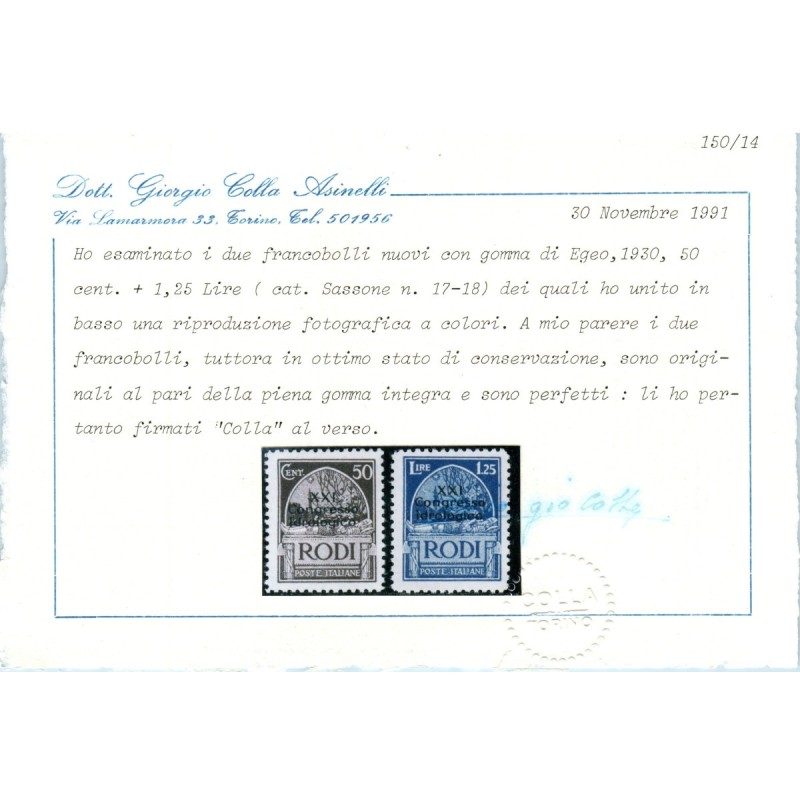 150/14
Dott. Giorgio Colla Asinelli
Via Lamarmora 33. Torino. Tel. 501956
30 Novembre 1991
Ho esaminato i due francobolli nuovi con gomma di Egeo,1930, 50
cent. + 1,25 Lire ( cat. Sassone n. 17-18) dei quali ho unito in
basso una riproduzione fotografica a colori. A mio parere i due
francobolli, tuttora in ottimo stato di conservazione, sono origi-
nali al pari della piena gomma integra e sono perfetti : li ho per-
tanto firmati "Colla" al verso.
CENT. 50
XXI
Congresso
idrologico
RODI
POSTE ITALIANE
LIRE 1.25
XXI
Congresso
idrologico
RODI
POSTE ITALIANE
gio Colla
COLLA
TORINO